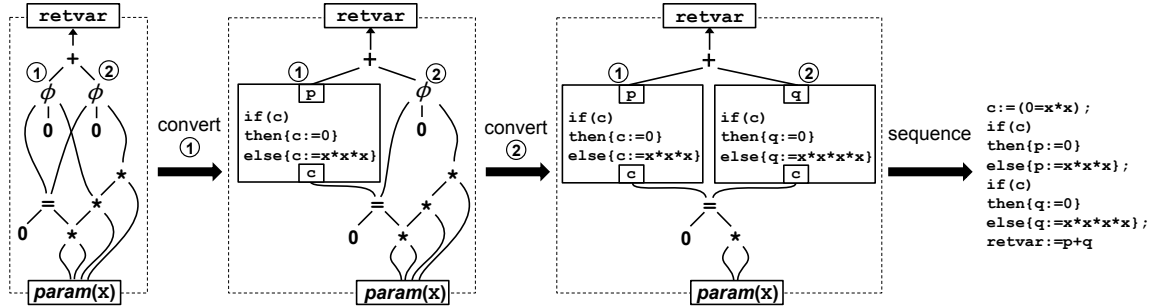 retvar
+
① ②
ϕ ϕ
0 0
*
= *
0 *
param(x)
convert
①
retvar
+
① ②
p ϕ
if(c)
then{c:=0}
else{c:=x*x*x}
c
0
*
= *
0 *
param(x)
convert
②
retvar
+
① ②
p q
if(c)
then{c:=0}
else{c:=x*x*x}
c
if(c)
then{q:=0}
else{q:=x*x*x*x}
c
=
0 *
param(x)
sequence
c:=(0=x*x);
if(c)
then{p:=0}
else{p:=x*x*x};
if(c)
then{q:=0}
else{q:=x*x*x*x};
retvar:=p+q